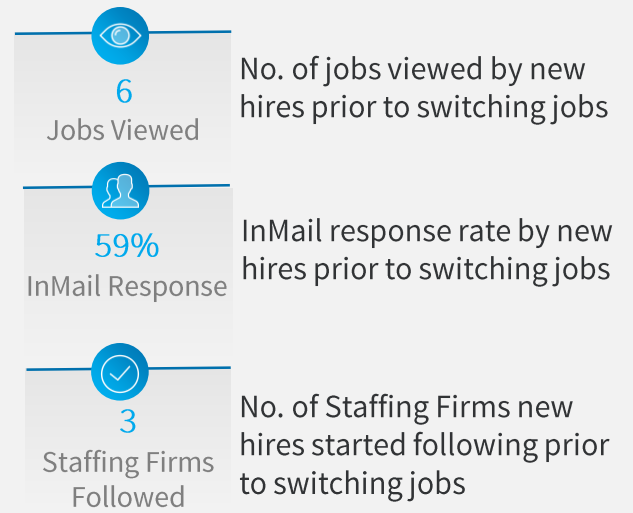 6
Jobs Viewed
No. of jobs viewed by new
hires prior to switching jobs
59%
InMail Response
InMail response rate by new
hires prior to switching jobs
3
Staffing Firms
Followed
No. of Staffing Firms new
hires started following prior
to switching jobs